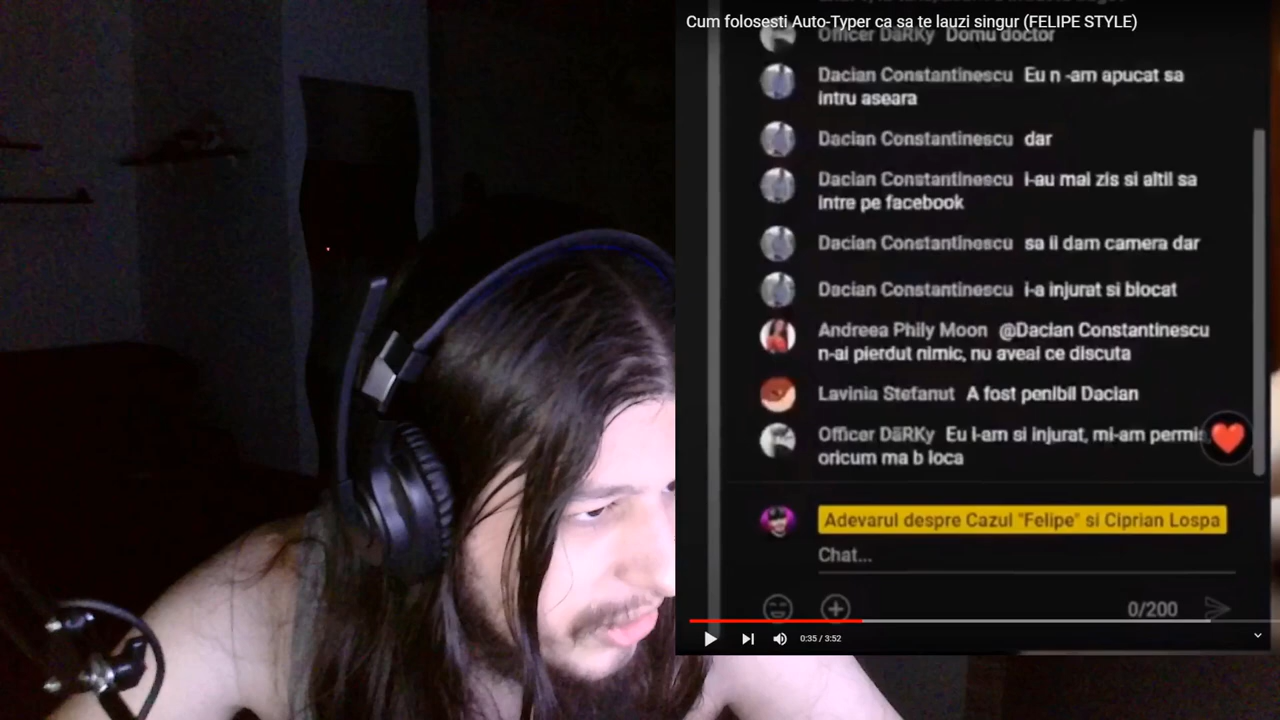 Cum folosesti Auto-Typer ca sa te lauzi singur (FELIPE STYLE)
Officer DäRKy Domu doctor
Dacian Constantinescu Eu n -am apucat sa
intru aseara
Dacian Constantinescu dar
Dacian Constantinescu i-au mai zis si altii sa
intre pe facebook
Dacian Constantinescu sa ii dam camera dar
Dacian Constantinescu i-a injurat si blocat
Andreea Phily Moon @Dacian Constantinescu
n-ai pierdut nimic, nu aveai ce discuta
Lavinia Stefanut A fost penibil Dacian
Officer DäRKy Eu l-am si injurat, mi-am permis
oricum ma b loca
Adevarul despre Cazul "Felipe" si Ciprian Lospa
Chat...
0/200
0:35 / 3:52